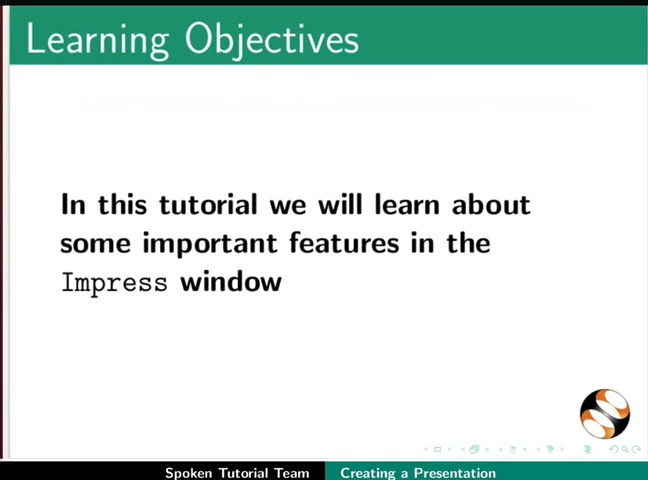 Learning Objectives
In this tutorial we will learn about
some important features in the
Impress window
Spoken Tutorial Team Creating a Presentation